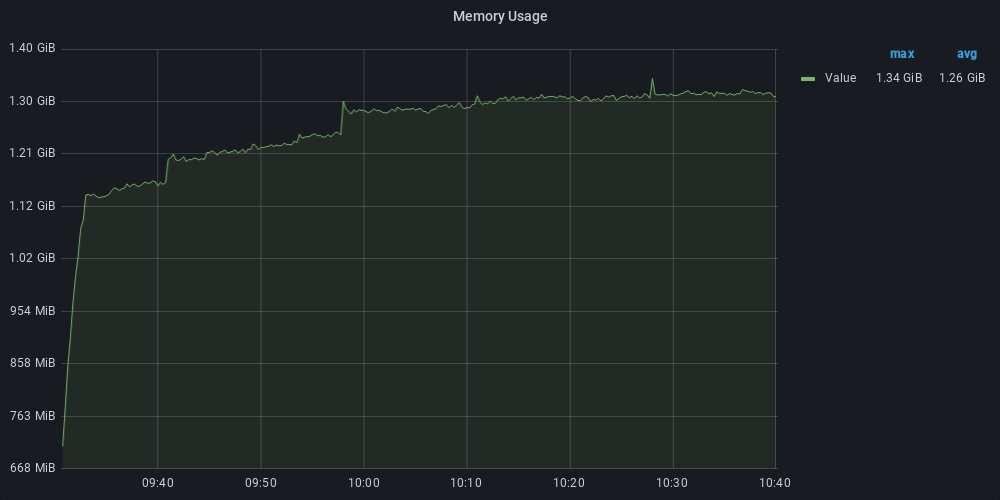 Memory Usage
max avg
Value 1.34 GiB 1.26 GiB
1.40 GiB
1.30 GiB
1.21 GiB
1.12 GiB
1.02 GiB
954 MiB
858 MiB
763 MiB
668 MiB
09:40 09:50 10:00 10:10 10:20 10:30 10:40